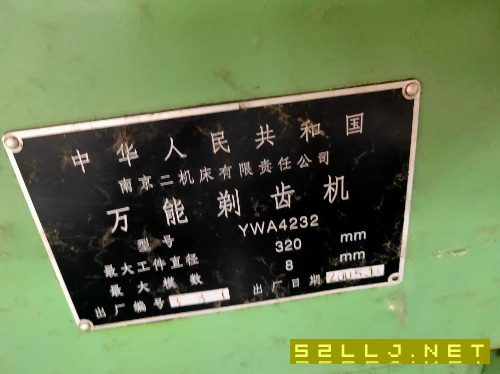 中华人民共和国
南京二机床有限责任公司
万能剃齿机
型号 YWA4232
最大工件直径 320 mm
最大模数 8 mm
出厂编号 出厂日期
S2LLJ.NET